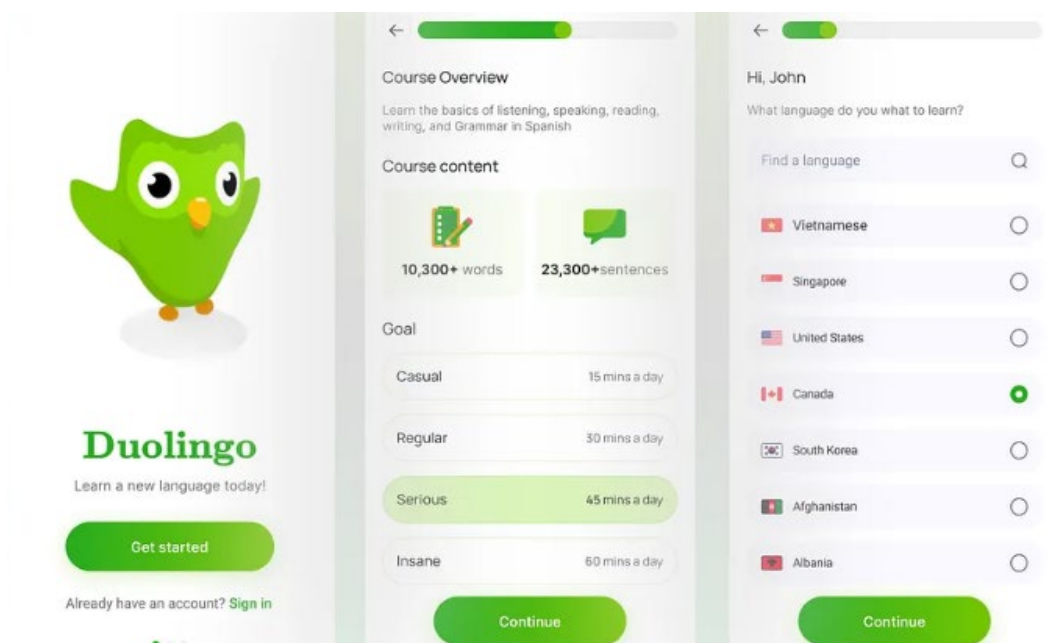 Duolingo
Learn a new language today!
Get started
Already have an account? Sign in
Course Overview
Learn the basics of listening, speaking, reading,
writing, and Grammar in Spanish
Course content
10,300+ words
23,300+sentences
Goal
Casual 15 mins a day
Regular 30 mins a day
Serious 45 mins a day
Insane 60 mins a day
Continue
Hi, John
What language do you what to learn?
Find a language
Vietnamese
Singapore
United States
Canada
South Korea
Afghanistan
Albania
Continue